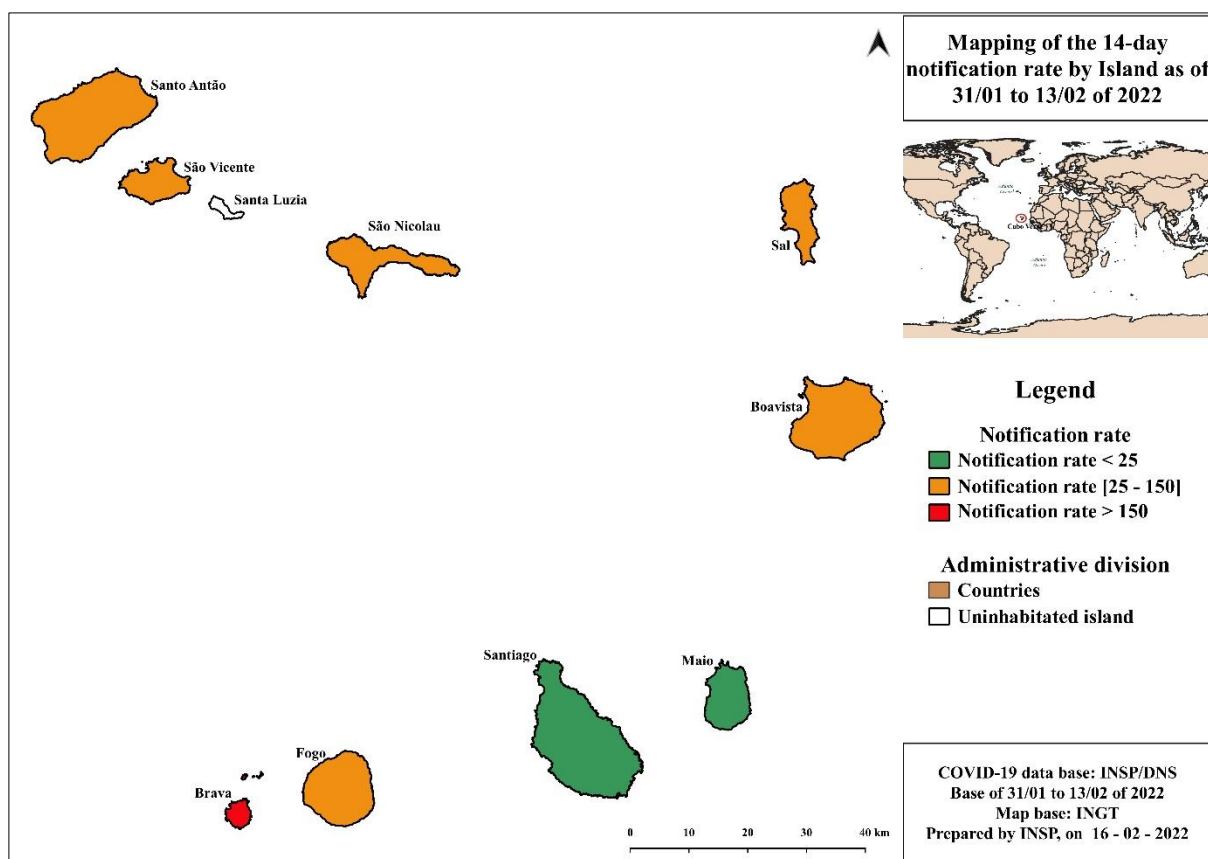 Mapping of the 14-day
notification rate by Island as of
31/01 to 13/02 of 2022
Santo Antão
São Vicente
Santa Luzia
São Nicolau
Sal
Boavista
Legend
Notification rate
Notification rate < 25
Notification rate [25 - 150]
Notification rate > 150
Administrative division
Countries
Uninhabitated island
Santiago
Maio
Fogo
Brava
0 10 20 40 km
COVID-19 data base: INSP/DNS
Base of 31/01 to 13/02 of 2022
Map base: INGT
Prepared by INSP, on 16 - 02 - 2022